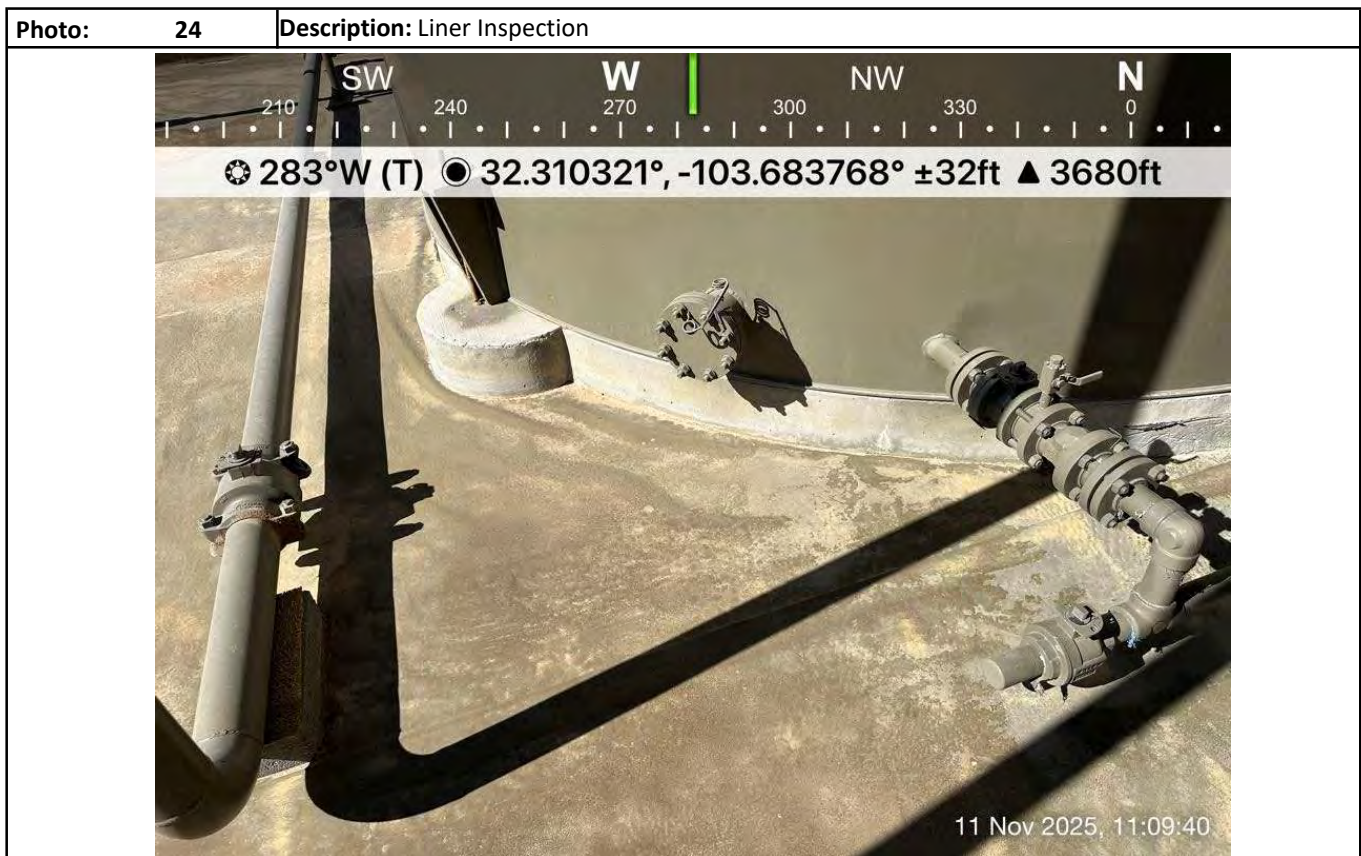 Photo: 24 Description: Liner Inspection
SW W NW N
210 240 270 300 330 0
283°W (T) 32.310321°, -103.683768° ±32ft ▲ 3680ft
11 Nov 2025, 11:09:40